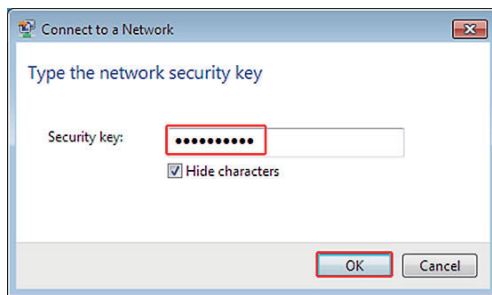 Connect to a Network
Type the network security key
Security key: ••••••••••
Hide characters
OK Cancel